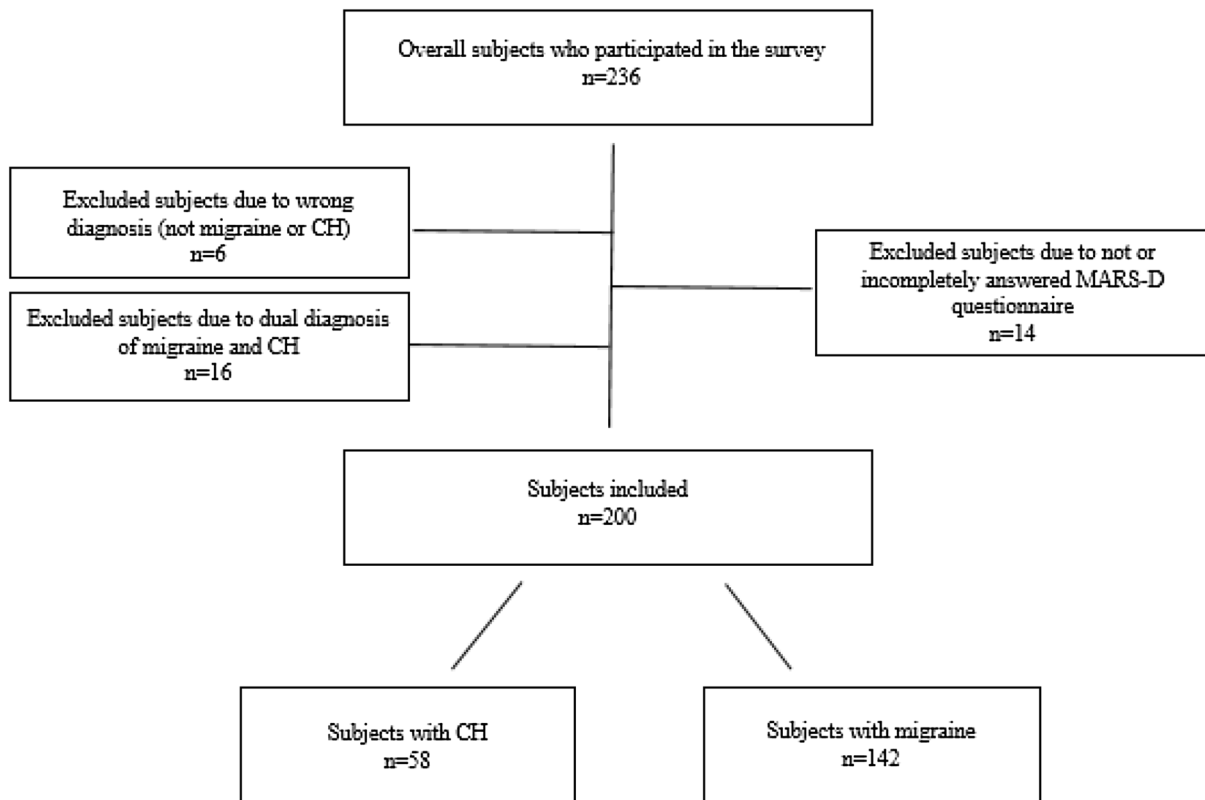 Overall subjects who participated in the survey
n=236
Excluded subjects due to wrong
diagnosis (not migraine or CH)
n=6
Excluded subjects due to not or
incompletely answered MARS-D
questionnaire
n=14
Excluded subjects due to dual diagnosis
of migraine and CH
n=16
Subjects included
n=200
Subjects with CH
n=58
Subjects with migraine
n=142